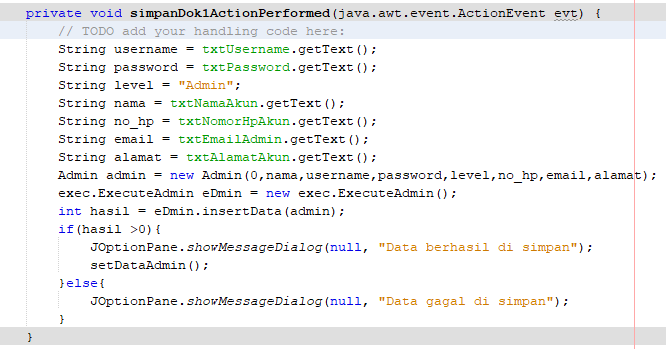 private void simpanDok1ActionPerformed(java.awt.event.ActionEvent evt) {
// TODO add your handling code here:
String username = txtUsername.getText();
String password = txtPassword.getText();
String level = "Admin";
String nama = txtNamaAkun.getText();
String no_hp = txtNomorHpAkun.getText();
String email = txtEmailAdmin.getText();
String alamat = txtAlamatAkun.getText();
Admin admin = new Admin(0,nama,username,password,level,no_hp,email,alamat);
exec.ExecuteAdmin eDmin = new exec.ExecuteAdmin();
int hasil = eDmin.insertData(admin);
if(hasil >0){
JOptionPane.showMessageDialog(null, "Data berhasil di simpan");
setDataAdmin();
}else{
JOptionPane.showMessageDialog(null, "Data gagal di simpan");
}
}